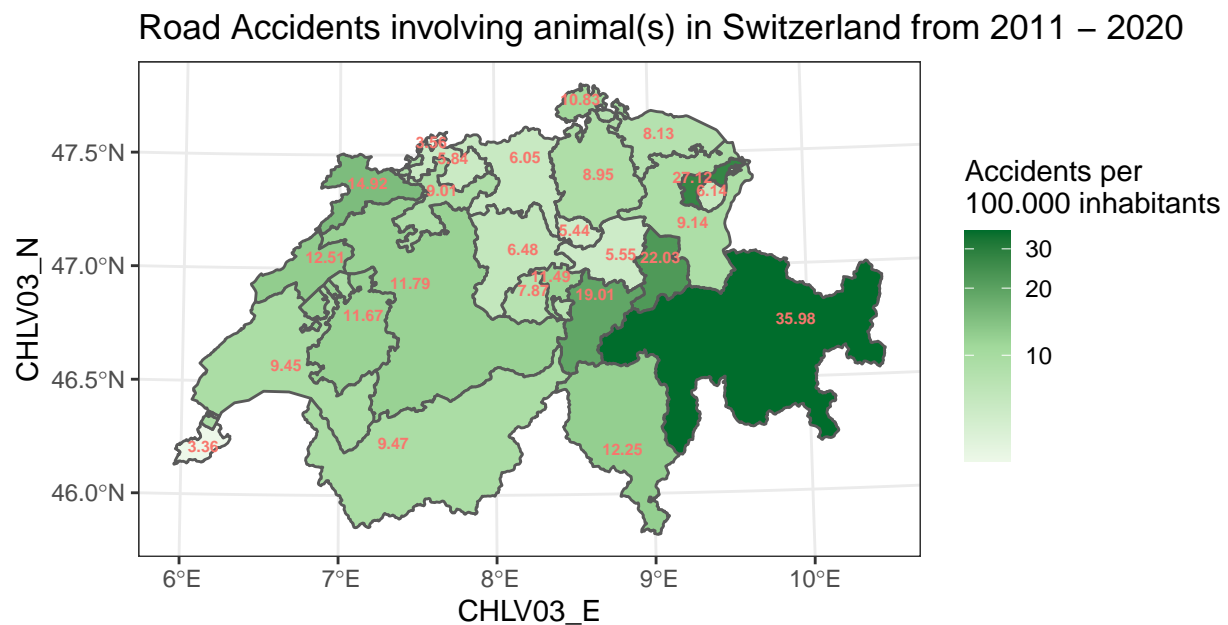 Road Accidents involving animal(s) in Switzerland from 2011 – 2020
10.83
3.56
8.13
47.5°N
5.84
6.05
8.95
27.12
14.92
9.01
6.14
9.14
5.44
47.0°N
12.51
6.48
5.55
22.03
11.79
11.49
7.87
19.01
11.67
35.98
9.45
46.5°N
3.36
9.47
12.25
46.0°N
6°E
7°E
8°E
9°E
10°E
CHLV03_E
CHLV03_N
Accidents per
100.000 inhabitants
30
20
10